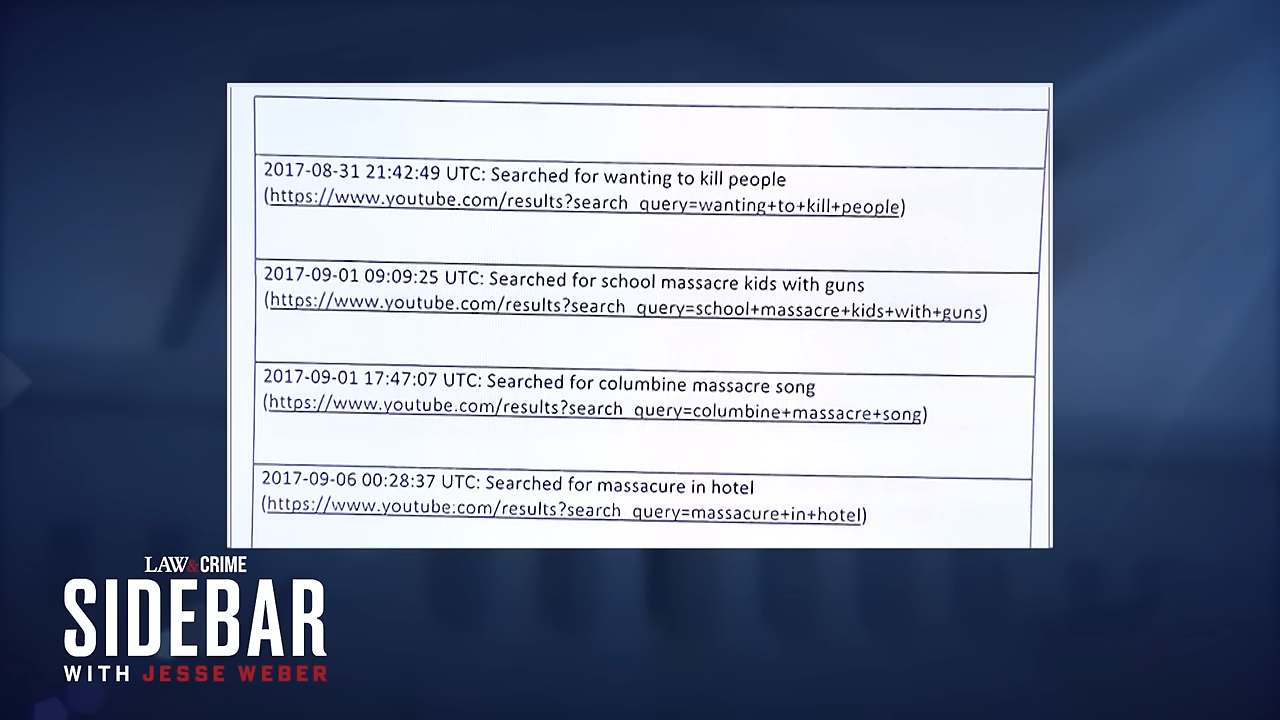 2017-08-31 21:42:49 UTC: Searched for wanting to kill people
(https://www.youtube.com/results?search_query=wanting+to+kill+people)
2017-09-01 09:09:25 UTC: Searched for school massacre kids with guns
(https://www.youtube.com/results?search_query=school+massacre+kids+with+guns)
2017-09-01 17:47:07 UTC: Searched for columbine massacre song
(https://www.youtube.com/results?search_query=columbine+massacre+song)
2017-09-06 00:28:37 UTC: Searched for massacure in hotel
(https://www.youtube.com/results?search_query=massacure+in+hotel)
LAW&CRIME
SIDEBAR
WITH JESSE WEBER